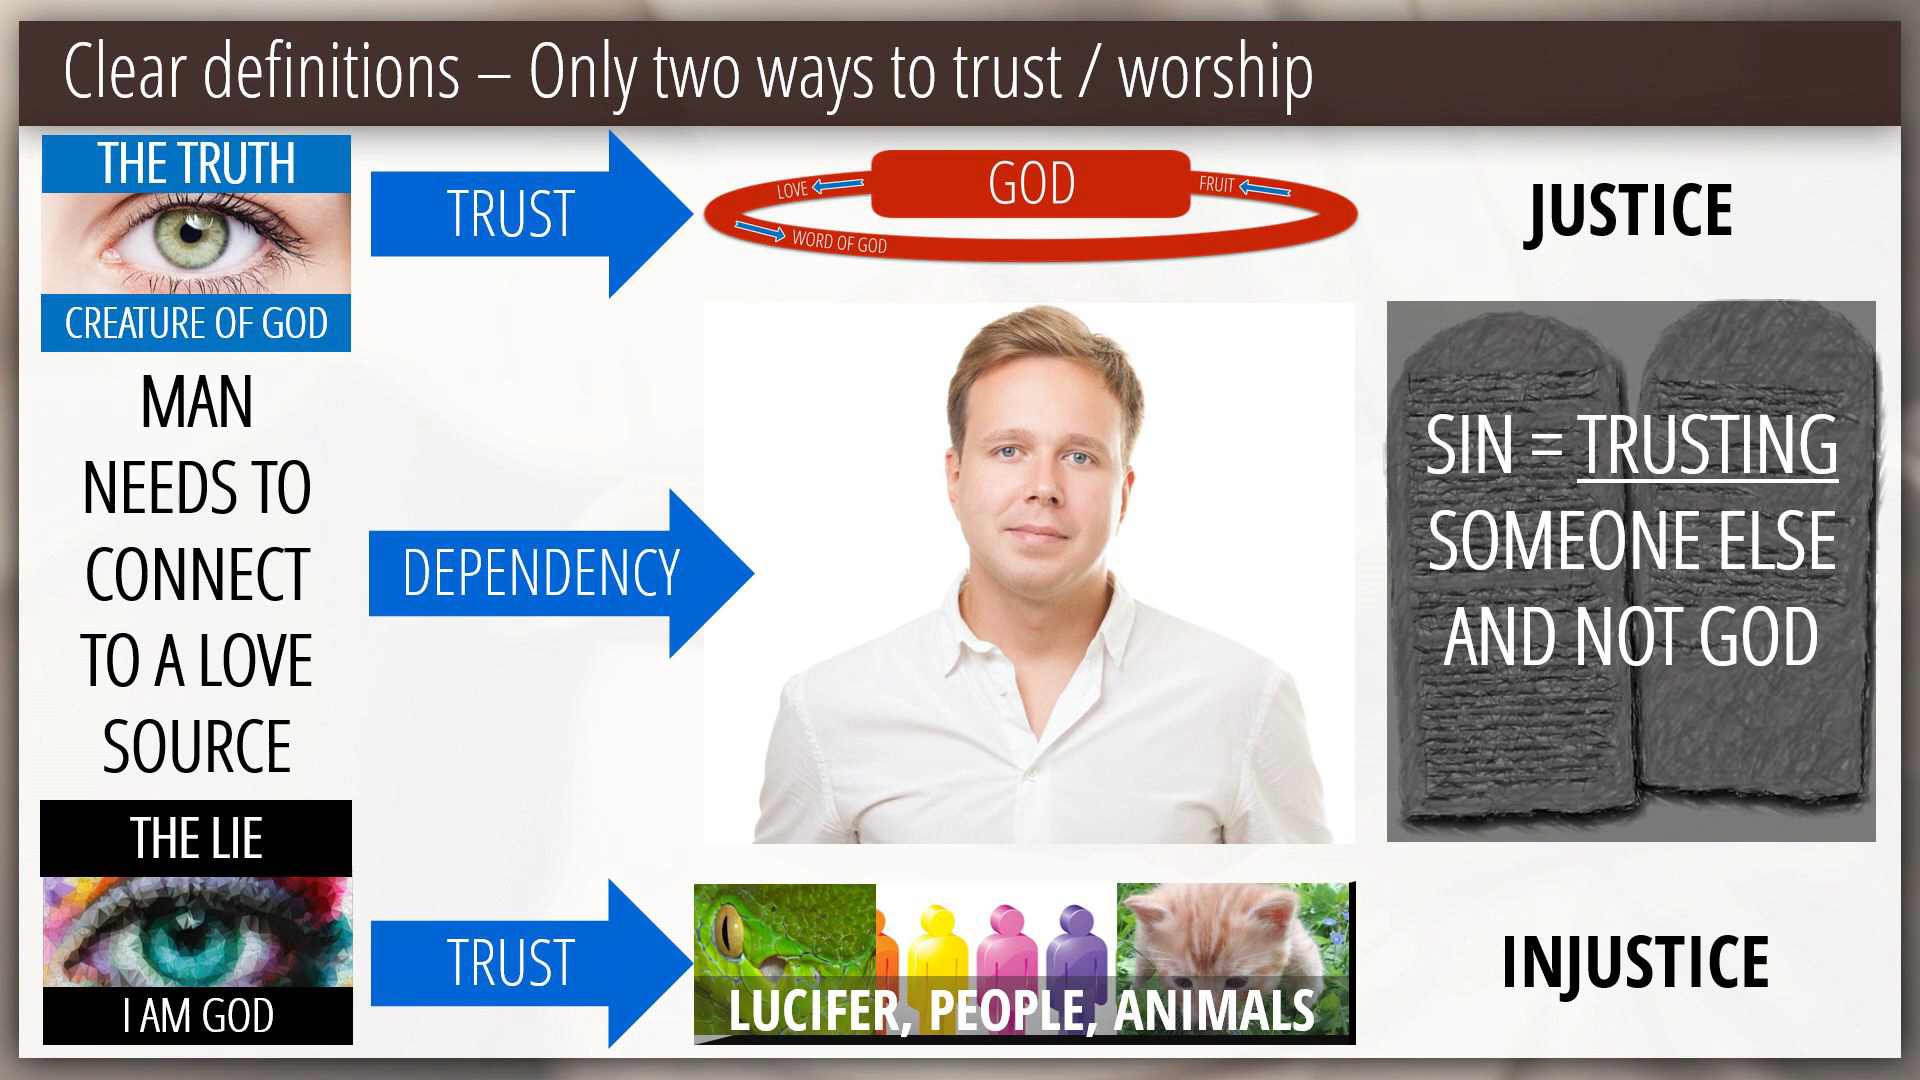 Clear definitions – Only two ways to trust / worship
THE TRUTH
CREATURE OF GOD
TRUST
GOD
LOVE
FRUIT
WORD OF GOD
JUSTICE
MAN
NEEDS TO
CONNECT
TO A LOVE
SOURCE
DEPENDENCY
SIN = TRUSTING
SOMEONE ELSE
AND NOT GOD
THE LIE
I AM GOD
TRUST
LUCIFER, PEOPLE, ANIMALS
INJUSTICE